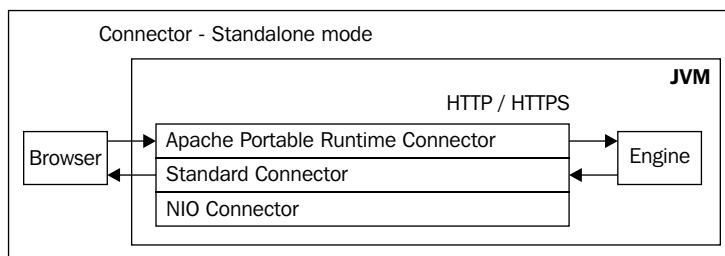 Connector - Standalone mode
JVM
HTTP / HTTPS
Browser
Apache Portable Runtime Connector
Engine
Standard Connector
NIO Connector